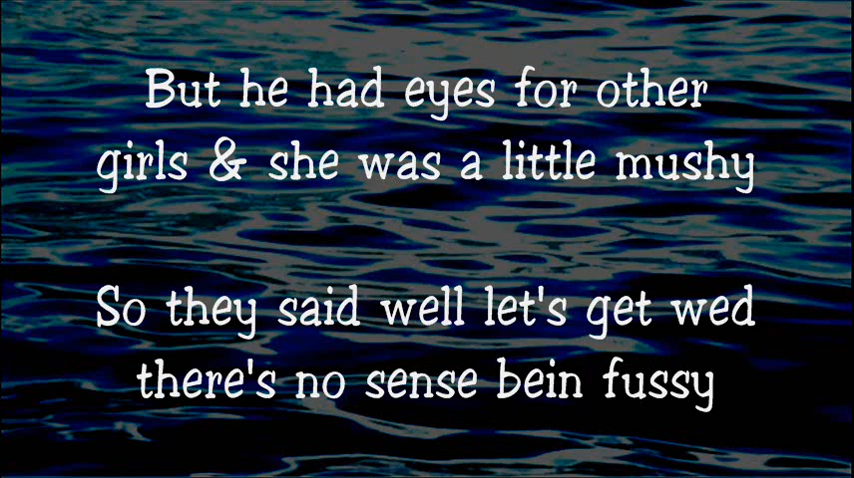 But he had eyes for other
girls & she was a little mushy
So they said well let's get wed
there's no sense bein fussy